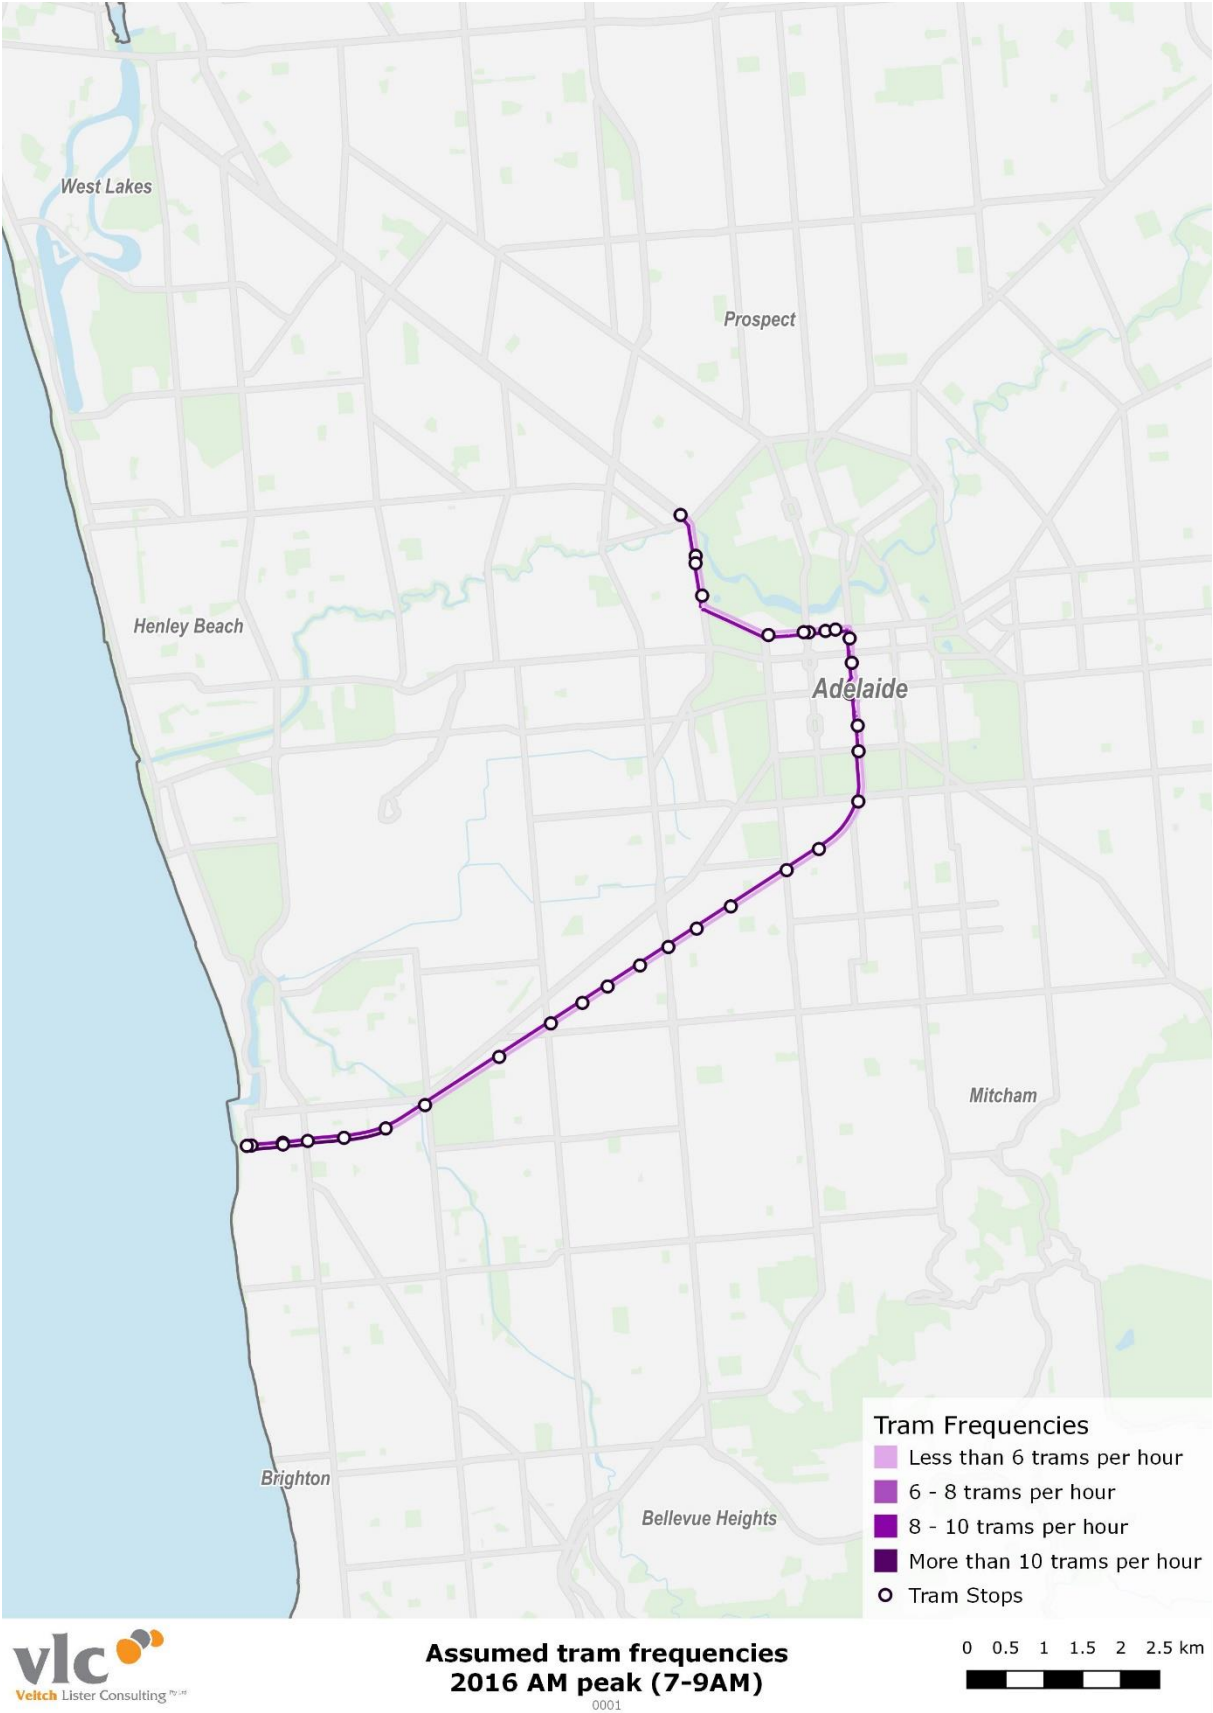 West Lakes
Prospect
Henley Beach
Adelaide
Mitcham
Brighton
Bellevue Heights
Tram Frequencies
Less than 6 trams per hour
6 - 8 trams per hour
8 - 10 trams per hour
More than 10 trams per hour
Tram Stops
vlc
Veitch Lister Consulting Pty Ltd
Assumed tram frequencies
2016 AM peak (7-9AM)
0001
0 0.5 1 1.5 2 2.5 km